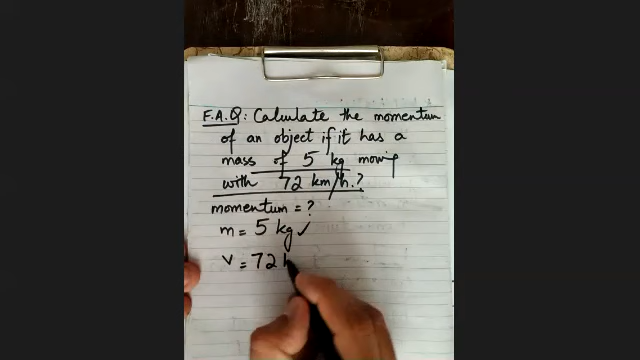 F.A.Q: Calculate the momentum
of an object if it has a
mass of 5 kg moving
with 72 km/h.?
momentum = ?
m = 5 kg ✓
v = 72